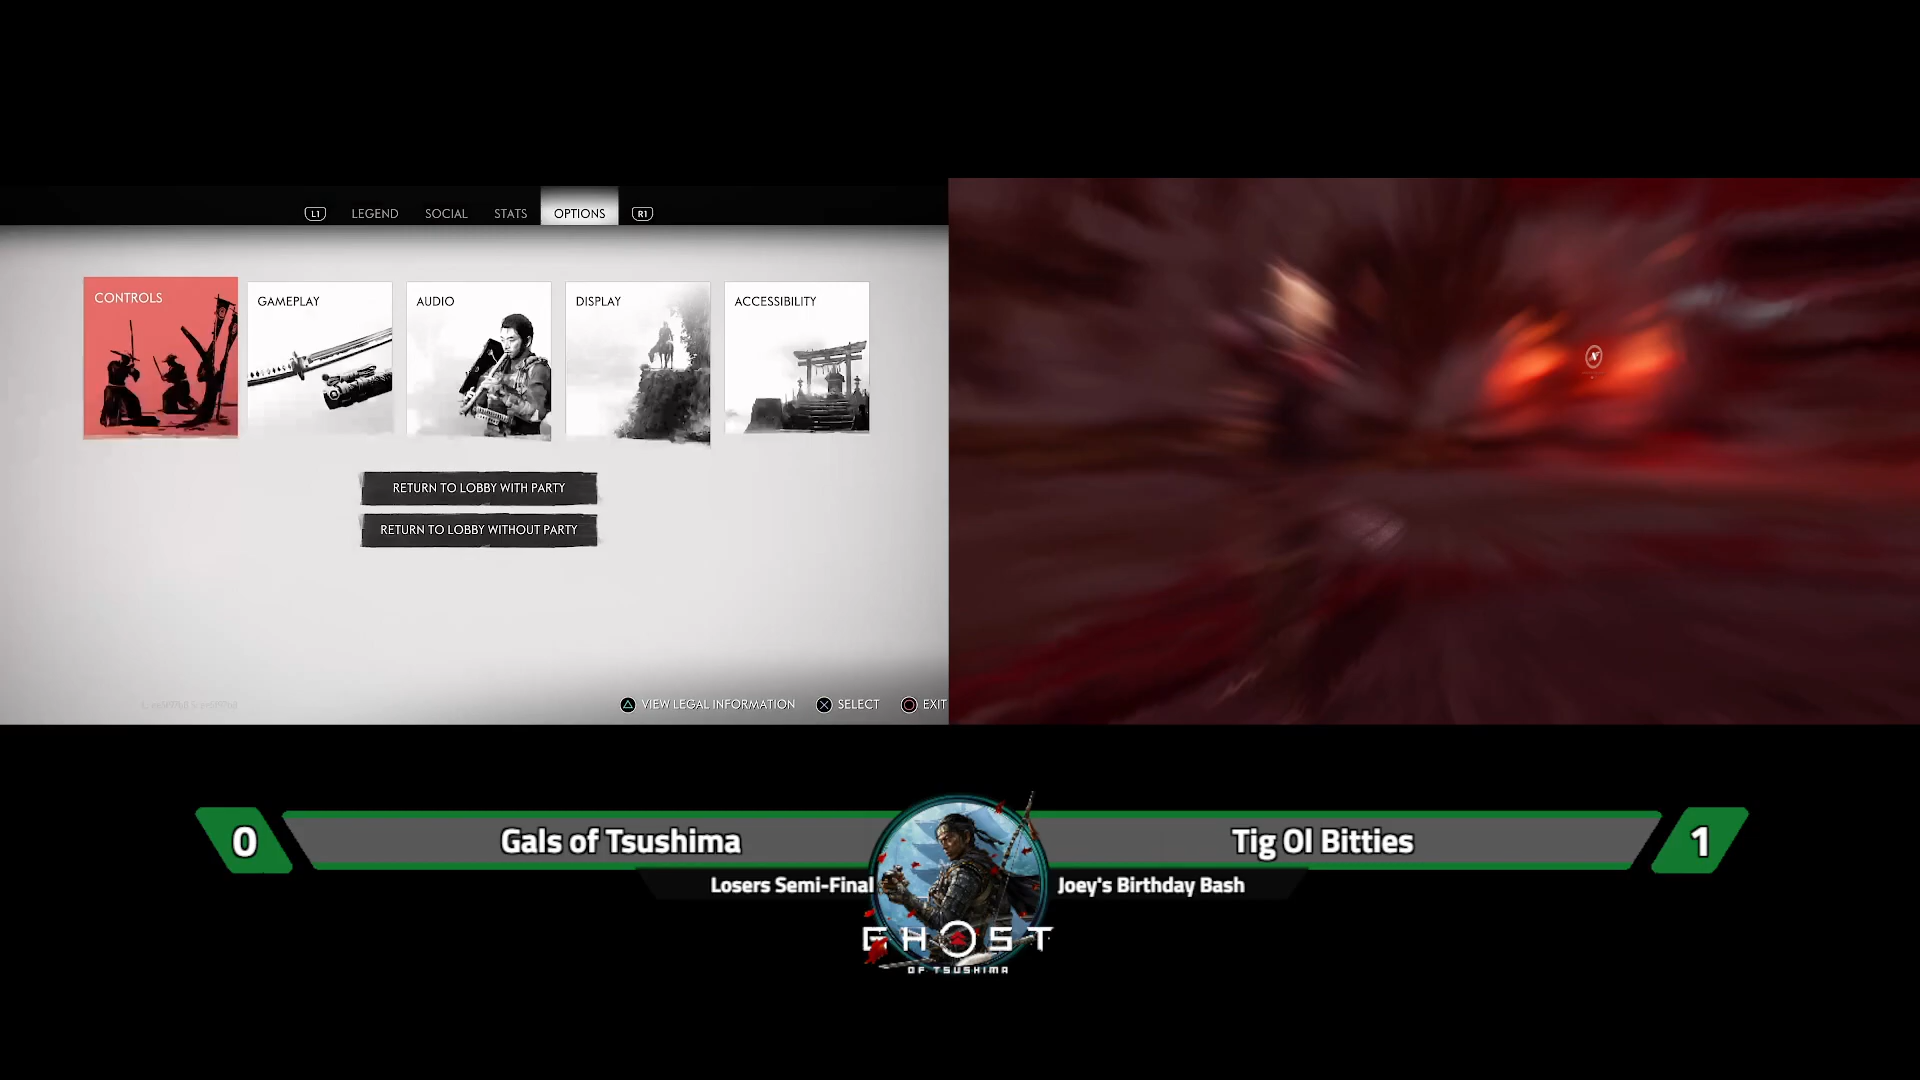 L1 LEGEND SOCIAL STATS OPTIONS R1
CONTROLS
GAMEPLAY
AUDIO
DISPLAY
ACCESSIBILITY
RETURN TO LOBBY WITH PARTY
RETURN TO LOBBY WITHOUT PARTY
VIEW LEGAL INFORMATION SELECT EXIT
0 Gals of Tsushima Tig Ol Bitties 1
Losers Semi-Final Joey's Birthday Bash
GHOST
OF TSUSHIMA